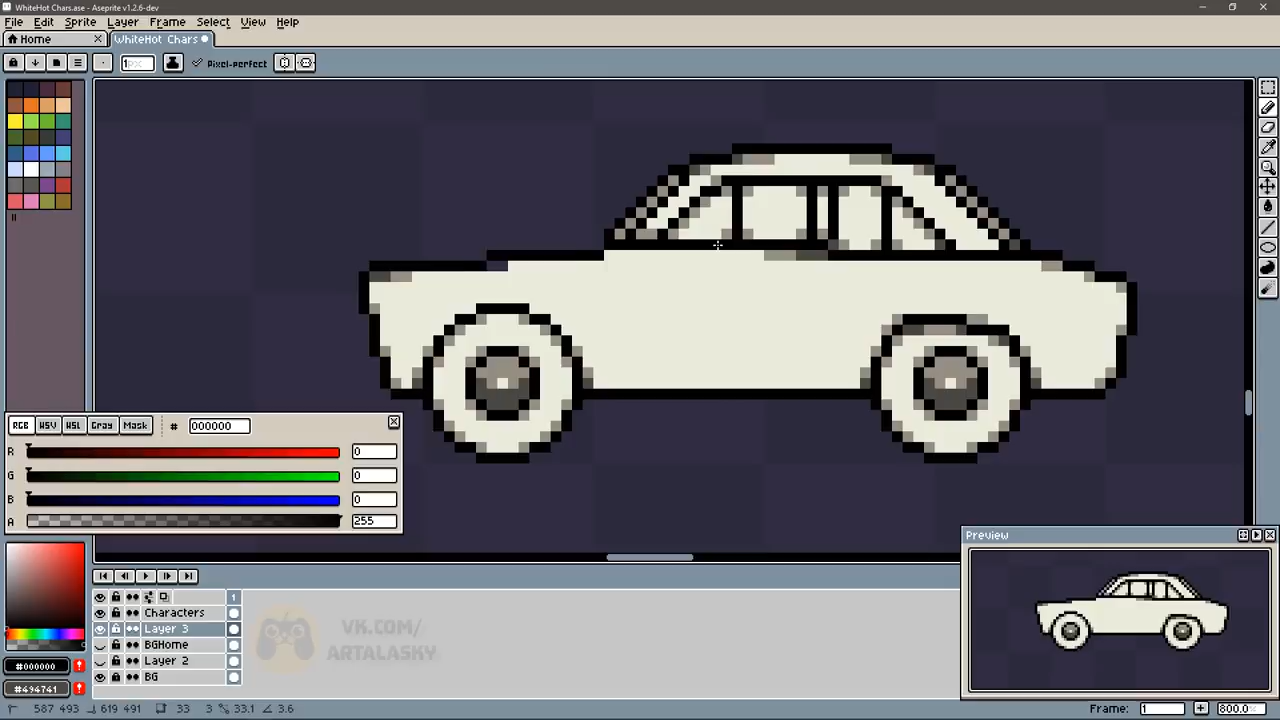 WhiteHot Chars.ase - Aseprite v1.2.6-dev
File Edit Sprite Layer Frame Select View Help
Home WhiteHot Chars
1px Pixel-perfect
RGB HSV HSL Gray Mask # 000000
R 0
G 0
B 0
A 255
Preview
1
Characters
Layer 3
BGHome
Layer 2
BG
VK.COM/
ARTALASKY
#000000
#494741
587 493 619 491 33 3 33.1 3.6
Frame: 1 800.0%